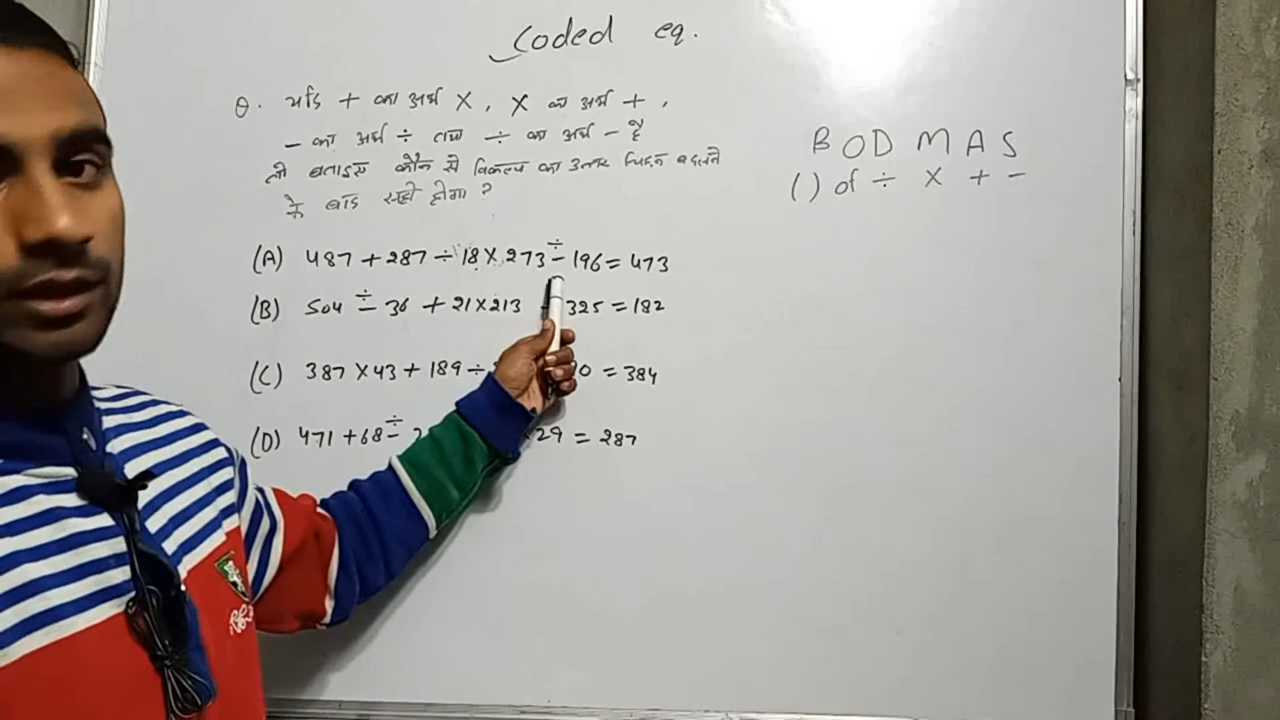 Coded eq.
Q. यदि + का अर्थ X, X का अर्थ +,
- का अर्थ ÷ तथा ÷ का अर्थ - है
तो बताइए कौन से विकल्प का उत्तर चिह्न बदलने
के बाद सही होगा ?
BODMAS
( ) of ÷ X + -
(A) 487 + 287 ÷ 18 X 273 ÷ - 196 = 473
(B) 504 ÷ - 36 + 21 X 213 - 325 = 182
(C) 387 X 43 + 189 ÷ 0 = 384
(D) 471 + 68 ÷ - 2 X 29 = 287